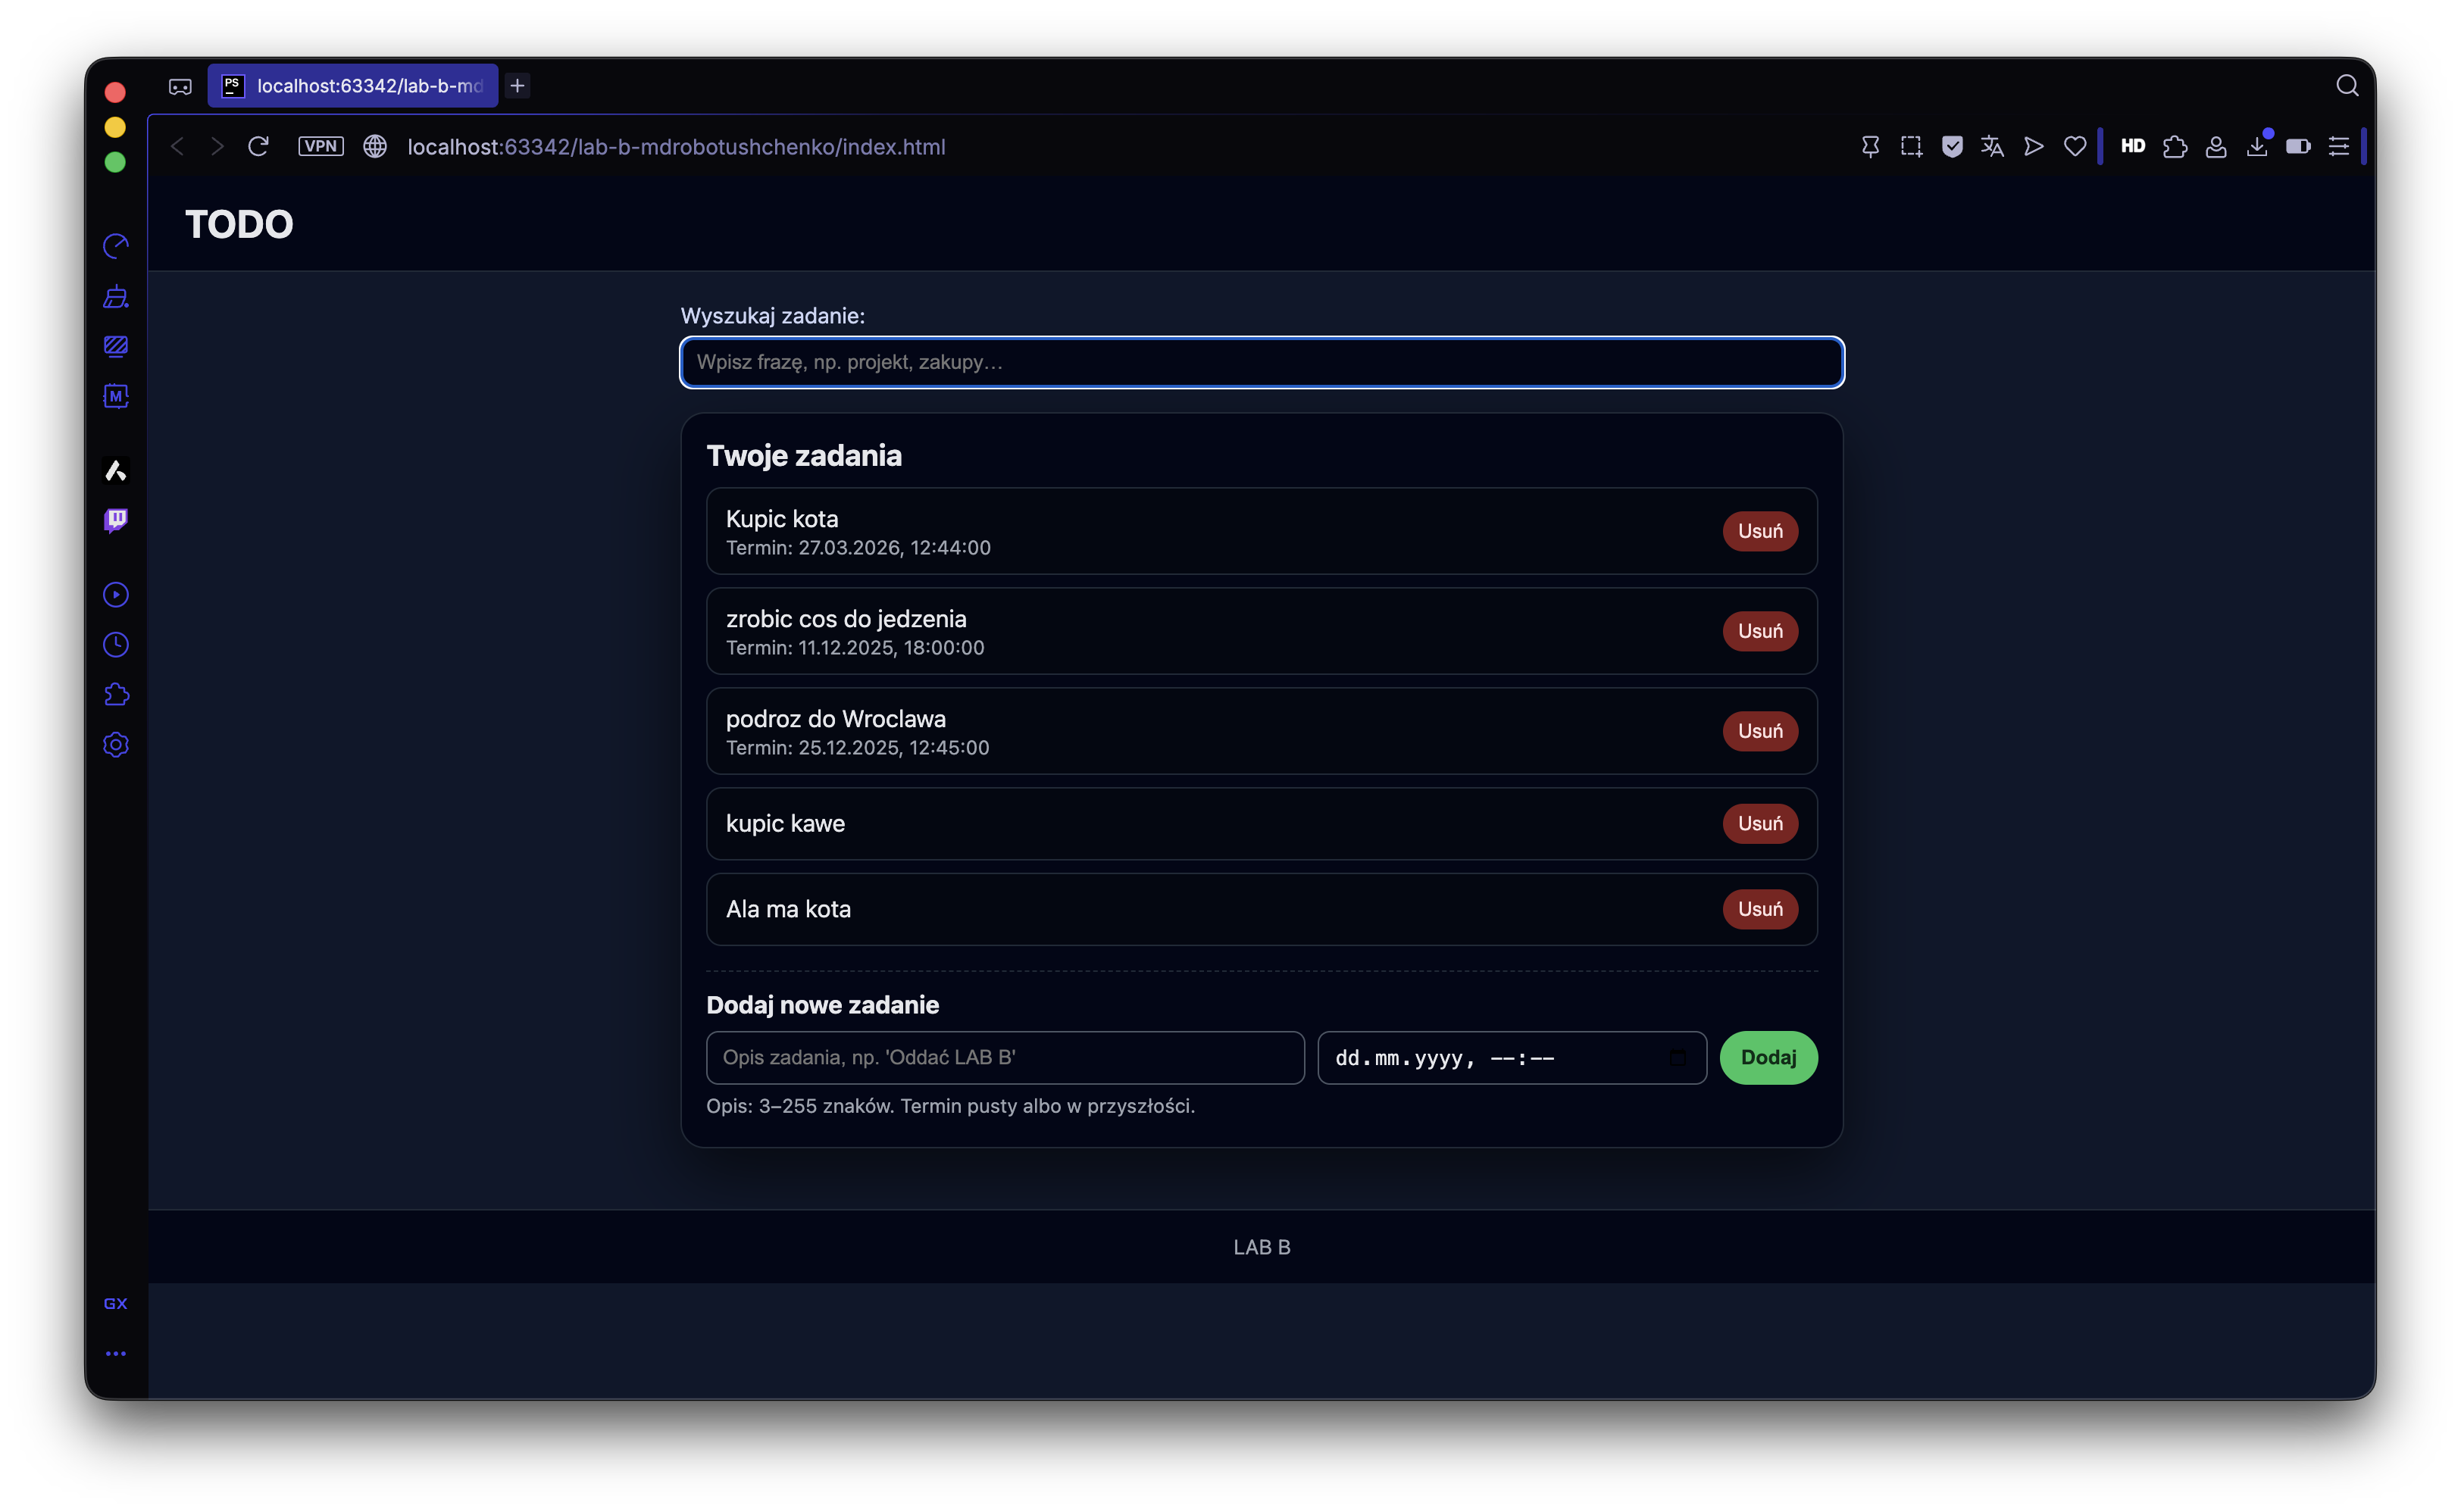 PS
localhost:63342/lab-b-md
VPN
localhost:63342/lab-b-mdrobotushchenko/index.html
HD
TODO
M
Wyszukaj zadanie:
Wpisz frazę, np. projekt, zakupy…
Twoje zadania
Kupic kota
Termin: 27.03.2026, 12:44:00
Usuń
zrobic cos do jedzenia
Termin: 11.12.2025, 18:00:00
Usuń
podroz do Wroclawa
Termin: 25.12.2025, 12:45:00
Usuń
kupic kawe
Usuń
Ala ma kota
Usuń
Dodaj nowe zadanie
Opis zadania, np. 'Oddać LAB B'
dd.mm.yyyy, --:--
Dodaj
Opis: 3–255 znaków. Termin pusty albo w przyszłości.
LAB B
GX